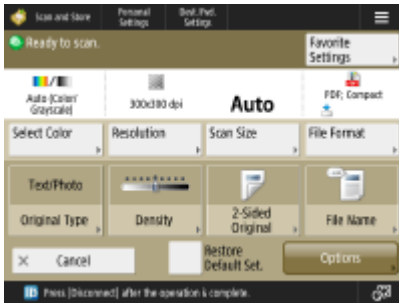 Scan and Store
Personal Settings
Dest./Fwd. Settings
Ready to scan.
Favorite Settings
Auto (Color/
Grayscale)
300x300 dpi
Auto
PDF; Compact
Select Color
Resolution
Scan Size
File Format
Text/Photo
Original Type
Density
2-Sided
Original
File Name
Cancel
Restore
Default Set.
Options
ID Press [Disconnect] after the operation is complete.